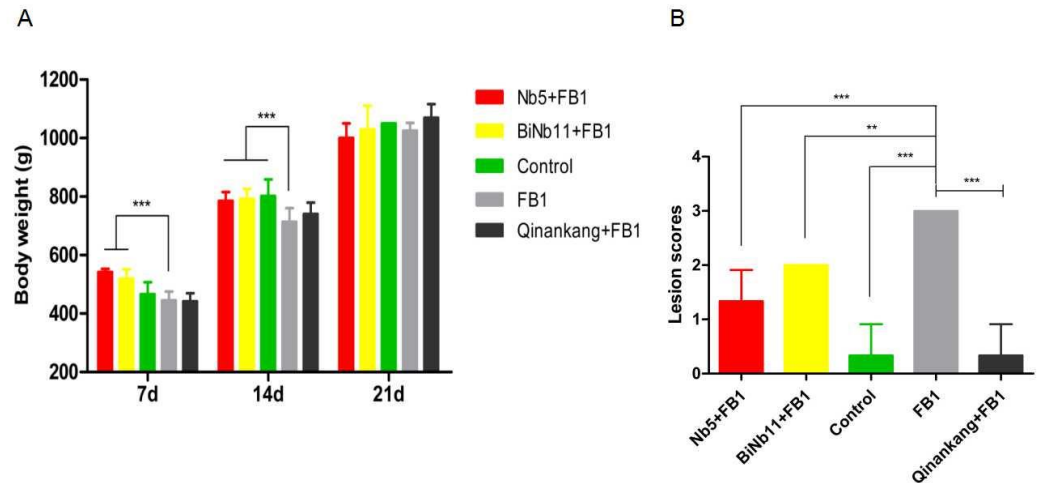 A
Body weight (g)
1200
1000
800
600
400
200
***
***
7d
14d
21d
Nb5+FB1
BiNb11+FB1
Control
FB1
Qinankang+FB1
B
Lesion scores
4
3
2
1
0
***
**
***
***
Nb5+FB1
BiNb11+FB1
Control
FB1
Qinankang+FB1